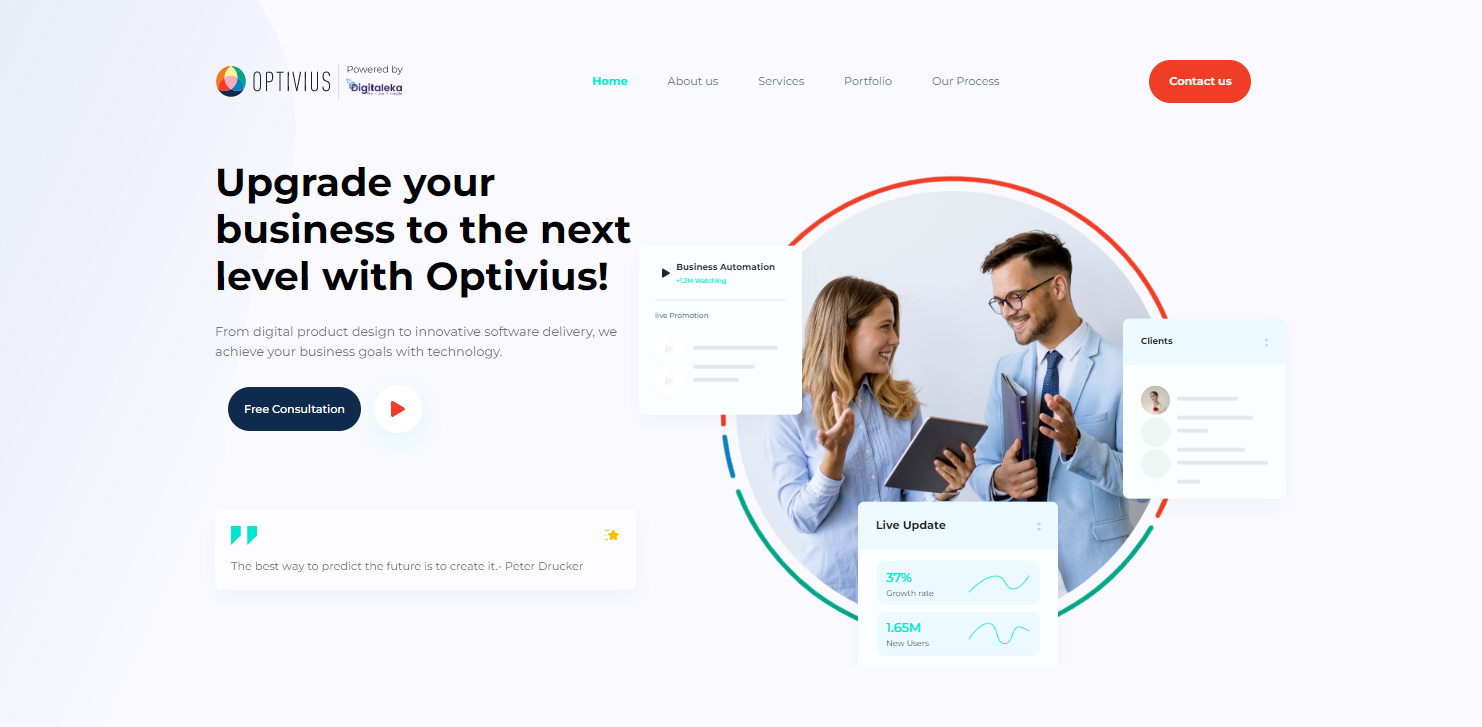 OPTIVIUS
Powered by
Digitaleka
Home
About us
Services
Portfolio
Our Process
Contact us
Upgrade your
business to the next
level with Optivius!
From digital product design to innovative software delivery, we
achieve your business goals with technology.
Free Consultation
The best way to predict the future is to create it.- Peter Drucker
Business Automation
+1.2M Watching
live Promotion
Clients
Live Update
37%
Growth rate
1.65M
New Users